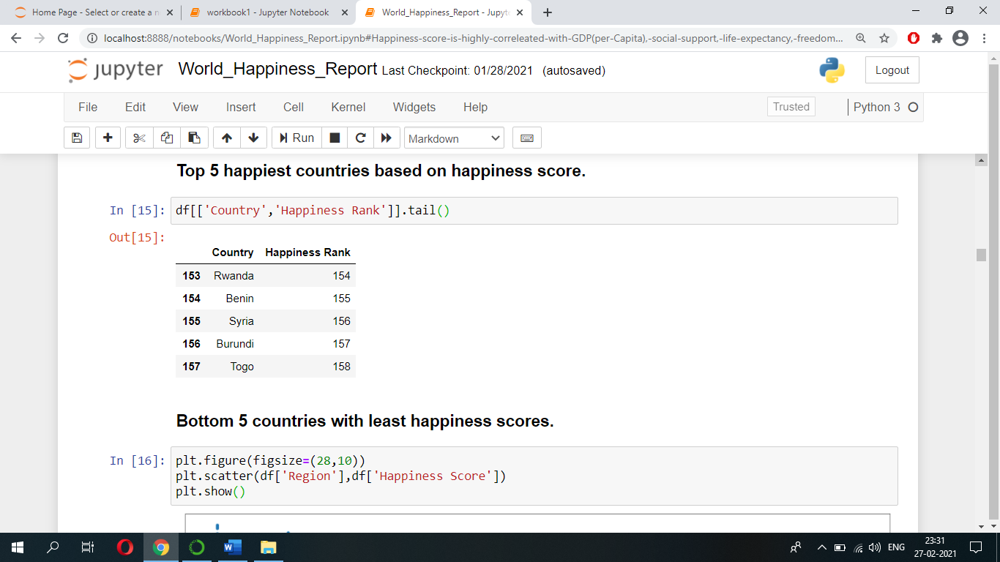 Home Page - Select or create a n
workbook1 - Jupyter Notebook
World_Happiness_Report - Jupyt
localhost:8888/notebooks/World_Happiness_Report.ipynb#Happiness-score-is-highly-correleated-with-GDP(per-Capita),-social-support,-life-expectancy,-freedom...
jupyter World_Happiness_Report Last Checkpoint: 01/28/2021 (autosaved)
Logout
File Edit View Insert Cell Kernel Widgets Help
Trusted
Python 3
Run
Markdown
Top 5 happiest countries based on happiness score.
In [15]: df[['Country','Happiness Rank']].tail()
Out[15]:
Country Happiness Rank
153 Rwanda 154
154 Benin 155
155 Syria 156
156 Burundi 157
157 Togo 158
Bottom 5 countries with least happiness scores.
In [16]: plt.figure(figsize=(28,10))
plt.scatter(df['Region'],df['Happiness Score'])
plt.show()
ENG
23:31
27-02-2021